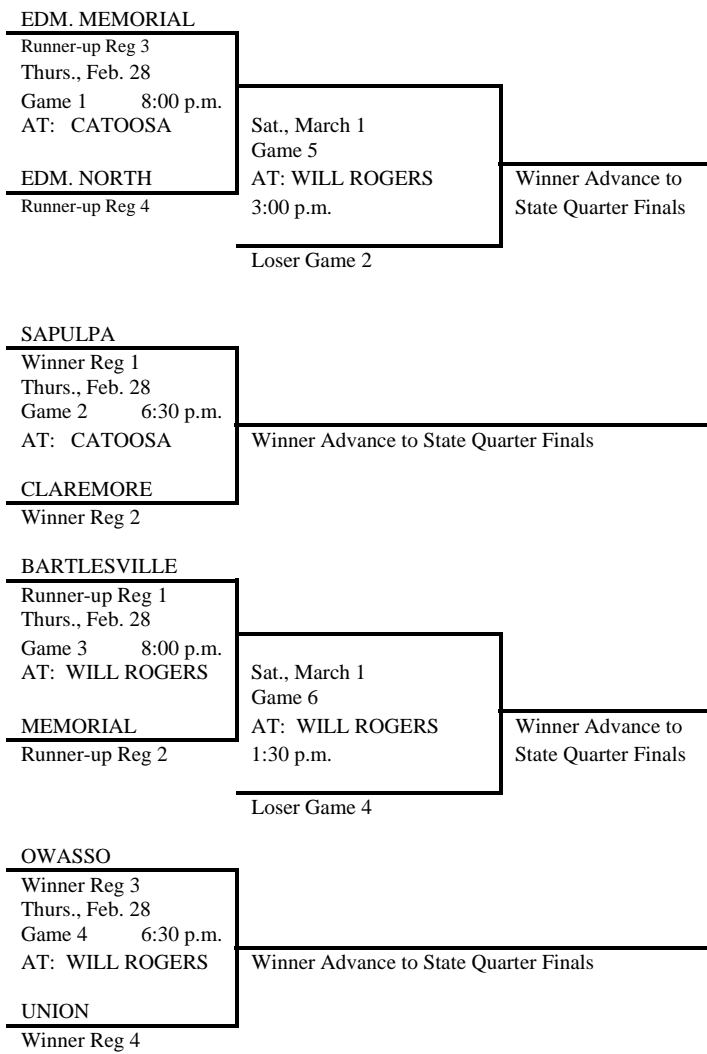 EDM. MEMORIAL
Runner-up Reg 3
Thurs., Feb. 28
Game 1 8:00 p.m.
AT: CATOOSA
EDM. NORTH
Runner-up Reg 4
Sat., March 1
Game 5
AT: WILL ROGERS
3:00 p.m.
Loser Game 2
Winner Advance to
State Quarter Finals
SAPULPA
Winner Reg 1
Thurs., Feb. 28
Game 2 6:30 p.m.
AT: CATOOSA
CLAREMORE
Winner Reg 2
Winner Advance to State Quarter Finals
BARTLESVILLE
Runner-up Reg 1
Thurs., Feb. 28
Game 3 8:00 p.m.
AT: WILL ROGERS
MEMORIAL
Runner-up Reg 2
Sat., March 1
Game 6
AT: WILL ROGERS
1:30 p.m.
Loser Game 4
Winner Advance to
State Quarter Finals
OWASSO
Winner Reg 3
Thurs., Feb. 28
Game 4 6:30 p.m.
AT: WILL ROGERS
UNION
Winner Reg 4
Winner Advance to State Quarter Finals